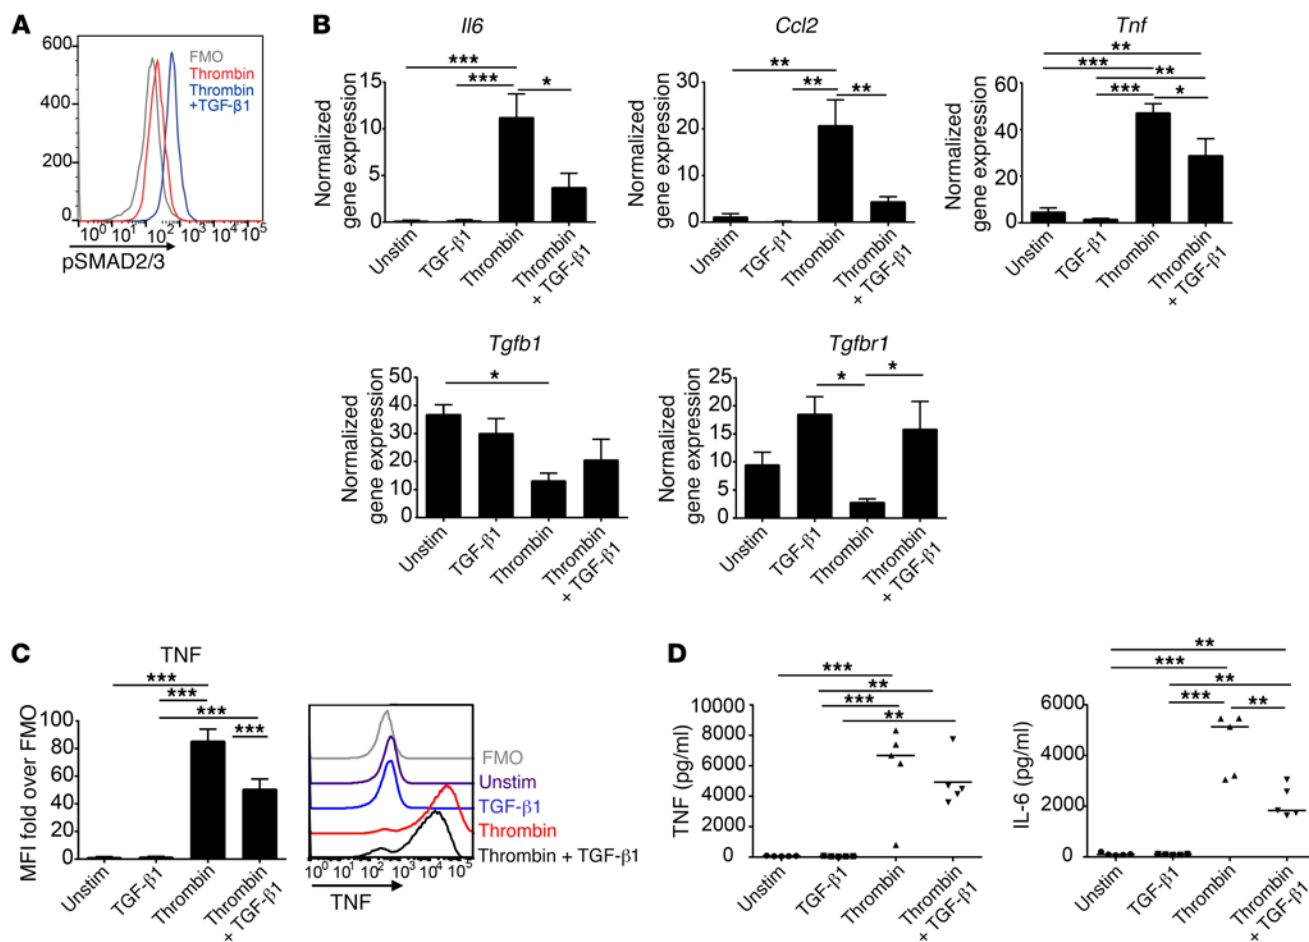 A
600
400
200
0
FMO
Thrombin
Thrombin
+TGF-β1
10^0 10^1 10^2 10^3 10^4 10^5
pSMAD2/3
B
Il6
***
***
*
Normalized
gene expression
15
10
5
0
Unstim
TGF-β1
Thrombin
Thrombin
+ TGF-β1
Ccl2
**
**
**
Normalized
gene expression
30
20
10
0
Unstim
TGF-β1
Thrombin
Thrombin
+ TGF-β1
Tnf
**
***
**
***
*
Normalized
gene expression
60
40
20
0
Unstim
TGF-β1
Thrombin
Thrombin
+ TGF-β1
Tgfb1
*
Normalized
gene expression
50
40
30
20
10
0
Unstim
TGF-β1
Thrombin
Thrombin
+ TGF-β1
Tgfbr1
*
*
Normalized
gene expression
25
20
15
10
5
0
Unstim
TGF-β1
Thrombin
Thrombin
+ TGF-β1
C
TNF
***
***
***
***
MFI fold over FMO
100
80
60
40
20
0
Unstim
TGF-β1
Thrombin
Thrombin
+ TGF-β1
FMO
Unstim
TGF-β1
Thrombin
Thrombin + TGF-β1
10^0 10^1 10^2 10^3 10^4 10^5
TNF
D
***
**
***
**
TNF (pg/ml)
10000
8000
6000
4000
2000
0
Unstim
TGF-β1
Thrombin
Thrombin
+ TGF-β1
**
***
**
***
**
IL-6 (pg/ml)
6000
4000
2000
0
Unstim
TGF-β1
Thrombin
Thrombin
+ TGF-β1